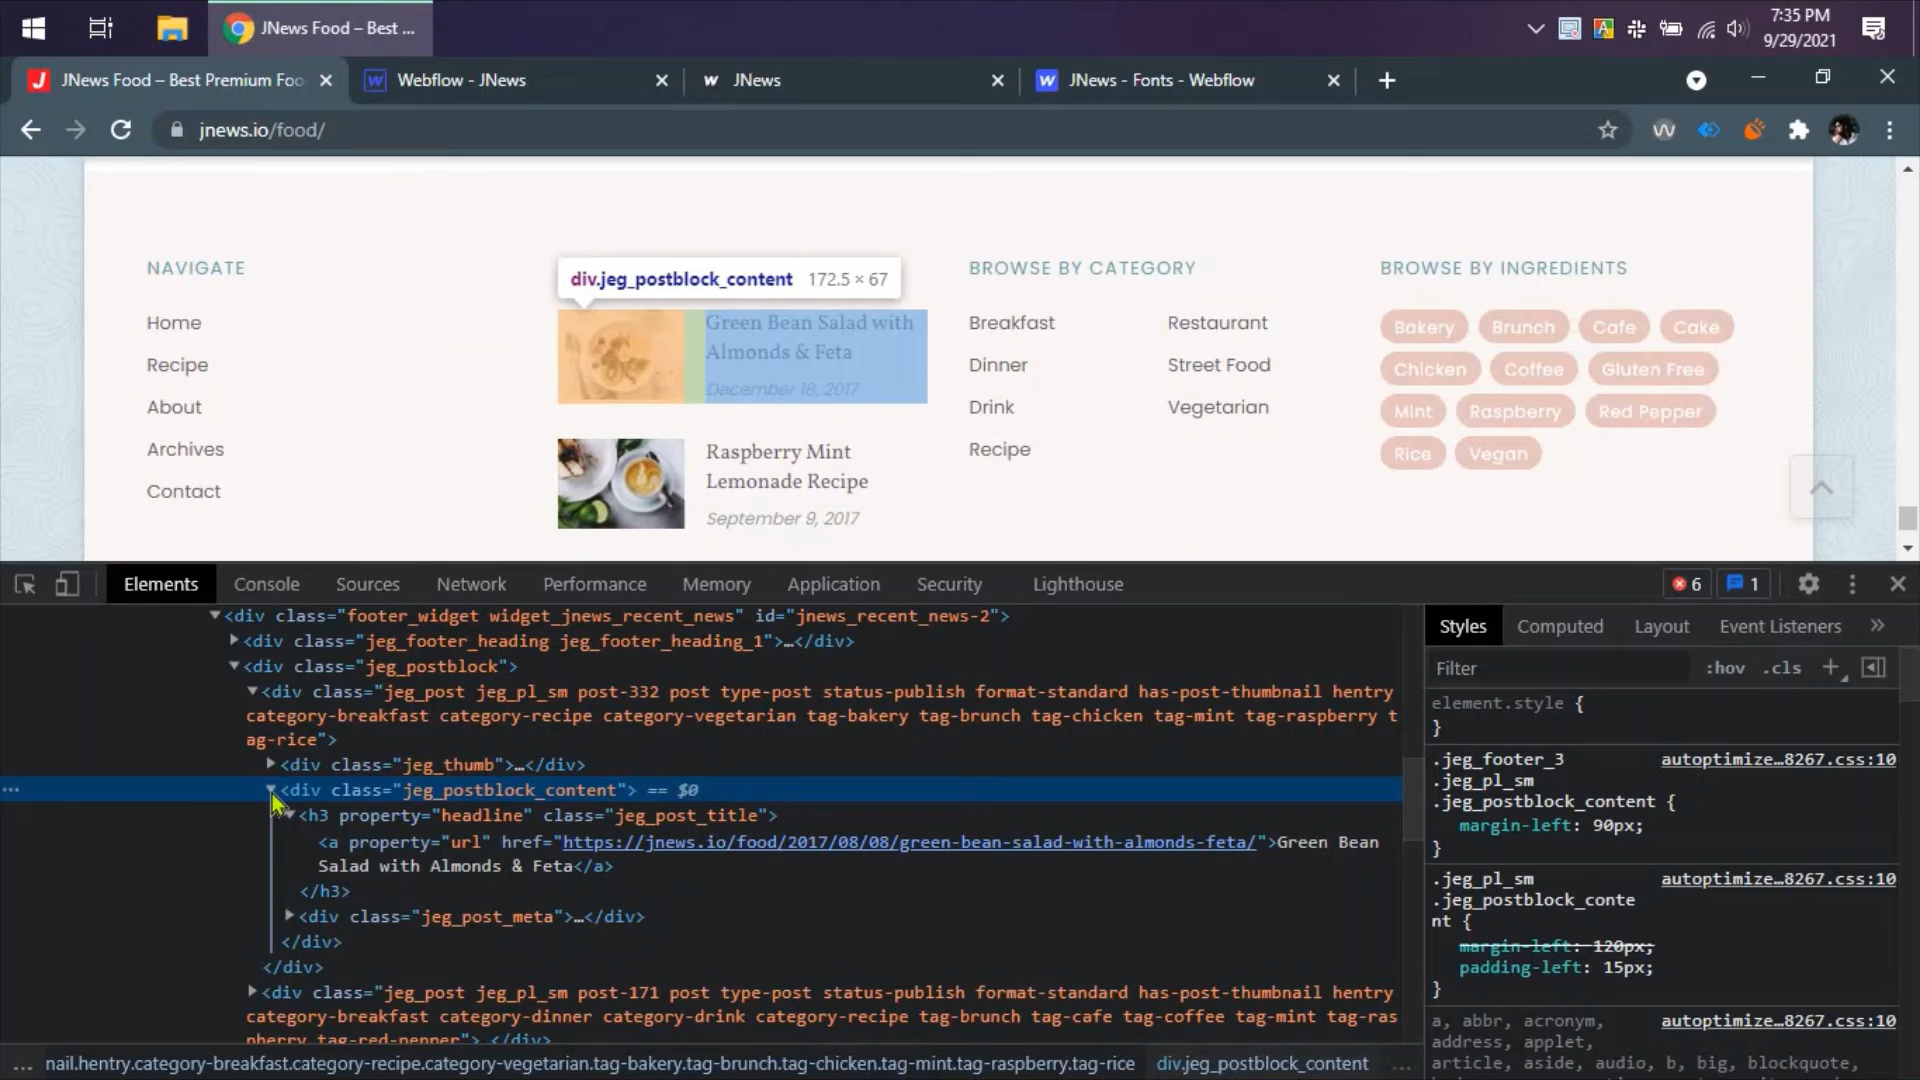 JNews Food – Best ...
7:35 PM
9/29/2021
JNews Food – Best Premium Foo
Webflow - JNews
JNews
JNews - Fonts - Webflow
jnews.io/food/
NAVIGATE
Home
Recipe
About
Archives
Contact
div.jeg_postblock_content 172.5 × 67
Green Bean Salad with
Almonds & Feta
December 18, 2017
Raspberry Mint
Lemonade Recipe
September 9, 2017
BROWSE BY CATEGORY
Breakfast
Dinner
Drink
Recipe
Restaurant
Street Food
Vegetarian
BROWSE BY INGREDIENTS
Bakery Brunch Cafe Cake
Chicken Coffee Gluten Free
Mint Raspberry Red Pepper
Rice Vegan
Elements Console Sources Network Performance Memory Application Security Lighthouse 6 1
<div class="footer_widget widget_jnews_recent_news" id="jnews_recent_news-2">
<div class="jeg_footer_heading jeg_footer_heading_1">…</div>
<div class="jeg_postblock">
<div class="jeg_post jeg_pl_sm post-332 post type-post status-publish format-standard has-post-thumbnail hentry
category-breakfast category-recipe category-vegetarian tag-bakery tag-brunch tag-chicken tag-mint tag-raspberry t
ag-rice">
<div class="jeg_thumb">…</div>
<div class="jeg_postblock_content"> == $0
<h3 property="headline" class="jeg_post_title">
<a property="url" href="https://jnews.io/food/2017/08/08/green-bean-salad-with-almonds-feta/">Green Bean
Salad with Almonds & Feta</a>
</h3>
<div class="jeg_post_meta">…</div>
</div>
</div>
<div class="jeg_post jeg_pl_sm post-171 post type-post status-publish format-standard has-post-thumbnail hentry
category-breakfast category-dinner category-drink category-recipe tag-brunch tag-cafe tag-coffee tag-mint tag-ras
pberry tag-red-pepper">…</div>
... nail.hentry.category-breakfast.category-recipe.category-vegetarian.tag-bakery.tag-brunch.tag-chicken.tag-mint.tag-raspberry.tag-rice div.jeg_postblock_content ...
Styles Computed Layout Event Listeners »
Filter :hov .cls +
element.style {
}
.jeg_footer_3 autoptimize…8267.css:10
.jeg_pl_sm
.jeg_postblock_content {
margin-left: 90px;
}
.jeg_pl_sm autoptimize…8267.css:10
.jeg_postblock_conte
nt {
margin-left: 120px;
padding-left: 15px;
}
a, abbr, acronym, autoptimize…8267.css:10
address, applet,
article, aside, audio, b, big, blockquote,